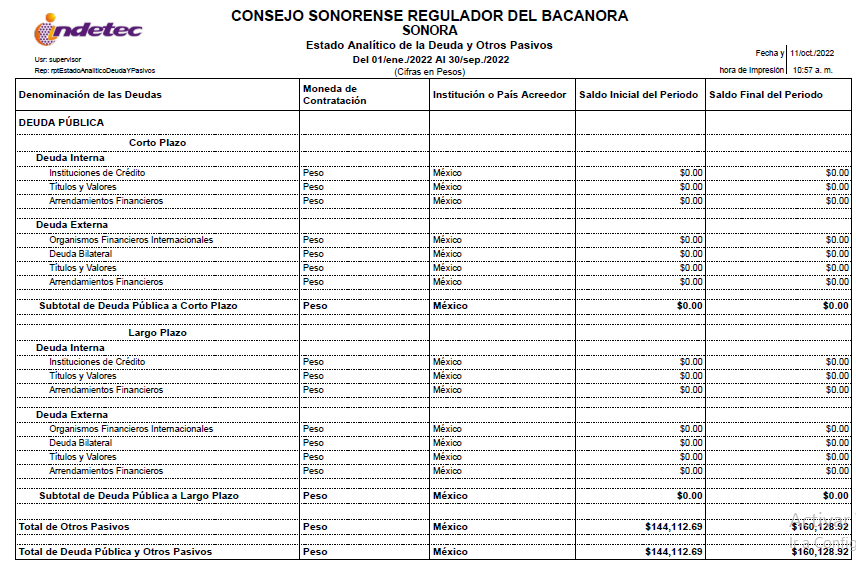 indetec
CONSEJO SONORENSE REGULADOR DEL BACANORA
SONORA
Estado Analítico de la Deuda y Otros Pasivos
Usr: supervisor
Del 01/ene./2022 Al 30/sep./2022
Fecha y 11/oct./2022
Rep: rptEstadoAnaliticoDeudaYPasivos
(Cifras en Pesos)
hora de Impresión 10:57 a. m.
Denominación de las Deudas Moneda de Contratación Institución o País Acreedor Saldo Inicial del Periodo Saldo Final del Periodo
DEUDA PÚBLICA
Corto Plazo
Deuda Interna
Instituciones de Crédito Peso México $0.00 $0.00
Títulos y Valores Peso México $0.00 $0.00
Arrendamientos Financieros Peso México $0.00 $0.00
Deuda Externa
Organismos Financieros Internacionales Peso México $0.00 $0.00
Deuda Bilateral Peso México $0.00 $0.00
Títulos y Valores Peso México $0.00 $0.00
Arrendamientos Financieros Peso México $0.00 $0.00
Subtotal de Deuda Pública a Corto Plazo Peso México $0.00 $0.00
Largo Plazo
Deuda Interna
Instituciones de Crédito Peso México $0.00 $0.00
Títulos y Valores Peso México $0.00 $0.00
Arrendamientos Financieros Peso México $0.00 $0.00
Deuda Externa
Organismos Financieros Internacionales Peso México $0.00 $0.00
Deuda Bilateral Peso México $0.00 $0.00
Títulos y Valores Peso México $0.00 $0.00
Arrendamientos Financieros Peso México $0.00 $0.00
Subtotal de Deuda Pública a Largo Plazo Peso México $0.00 $0.00
Total de Otros Pasivos Peso México $144,112.69 $160,128.92
Total de Deuda Pública y Otros Pasivos Peso México $144,112.69 $160,128.92